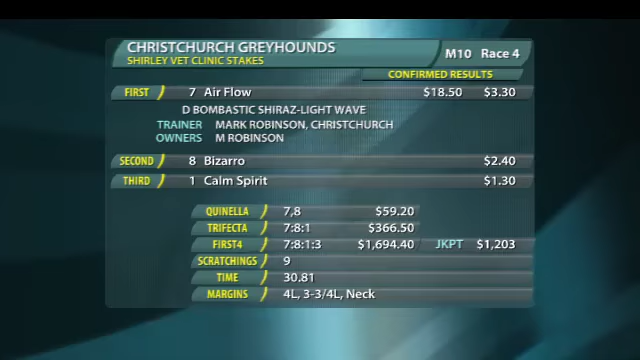 CHRISTCHURCH GREYHOUNDS
SHIRLEY VET CLINIC STAKES
M10 Race 4
CONFIRMED RESULTS
FIRST 7 Air Flow $18.50 $3.30
D BOMBASTIC SHIRAZ-LIGHT WAVE
TRAINER MARK ROBINSON, CHRISTCHURCH
OWNERS M ROBINSON
SECOND 8 Bizarro $2.40
THIRD 1 Calm Spirit $1.30
QUINELLA 7,8 $59.20
TRIFECTA 7:8:1 $366.50
FIRST4 7:8:1:3 $1,694.40 JKPT $1,203
SCRATCHINGS 9
TIME 30.81
MARGINS 4L, 3-3/4L, Neck